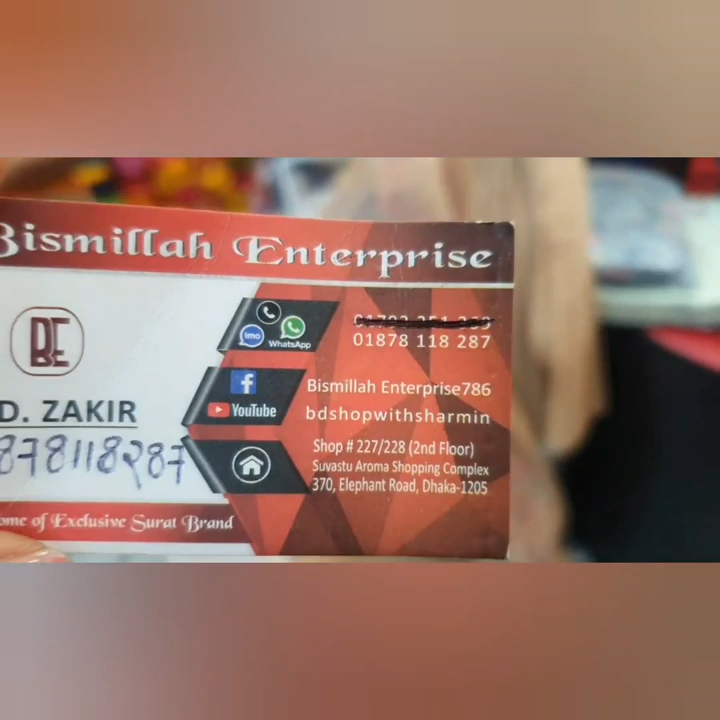 Bismillah Enterprise
BE
imo
WhatsApp
01878 118 287
YouTube
Bismillah Enterprise786
bdshopwithsharmin
D. ZAKIR
878118287
Shop # 227/228 (2nd Floor)
Suvastu Aroma Shopping Complex
370, Elephant Road, Dhaka-1205
ome of Exclusive Surat Brand